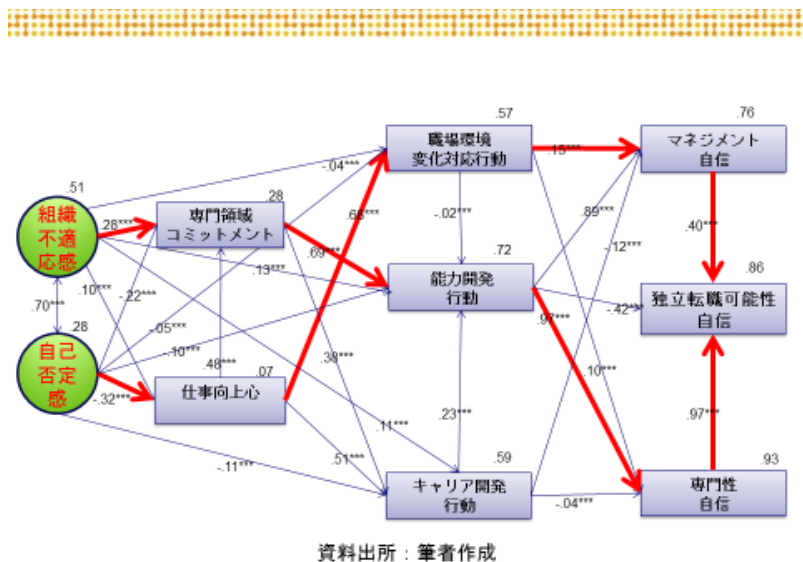 .57
.76
職場環境
変化対応行動
マネジメント
自信
.15***
-.04***
.51
.28
組織
不適
応感
.28***
専門領域
コミットメント
.68***
-.02***
.89***
.40***
.69***
.72
-.12***
.86
.13***
能力開発
行動
独立転職可能性
自信
.10***
-.22***
.70***
.28
-.05***
.97***
-.42***
自己
否定
感
-.10***
.38***
.10***
.48***
.07
-.32***
仕事向上心
.11***
.23***
.97***
-.11***
.51***
.59
.93
キャリア開発
行動
-.04***
専門性
自信
資料出所：筆者作成